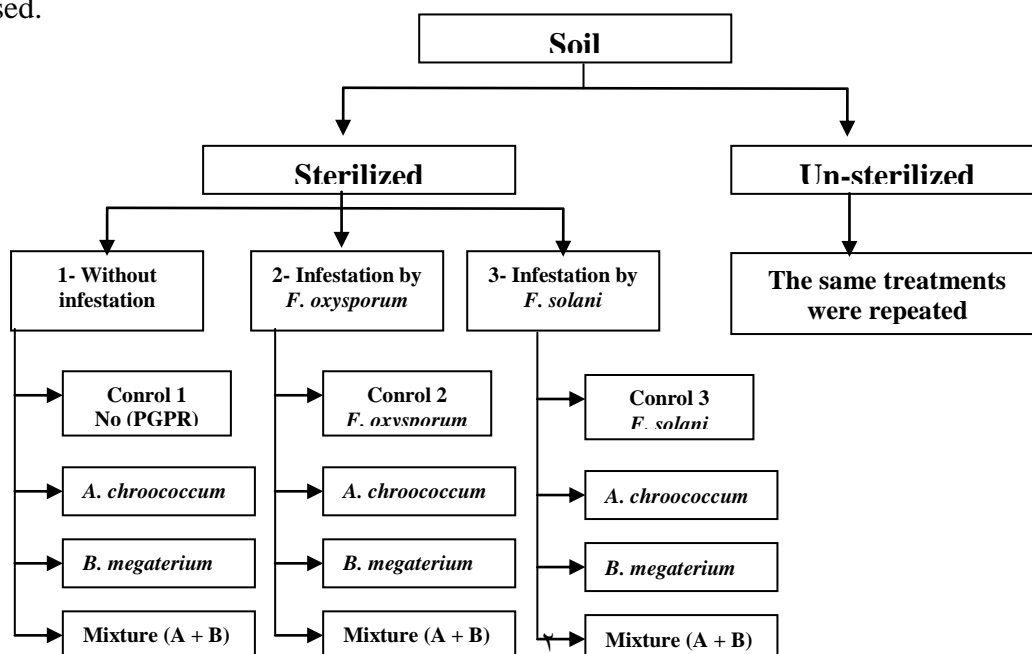 sed.
Soil
Sterilized
Un-sterilized
1- Without
infestation
2- Infestation by
F. oxysporum
3- Infestation by
F. solani
The same treatments
were repeated
Conrol 1
No (PGPR)
Conrol 2
F. oxysporum
Conrol 3
F. solani
A. chroococcum
A. chroococcum
A. chroococcum
B. megaterium
B. megaterium
B. megaterium
Mixture (A + B)
Mixture (A + B)
Mixture (A + B)